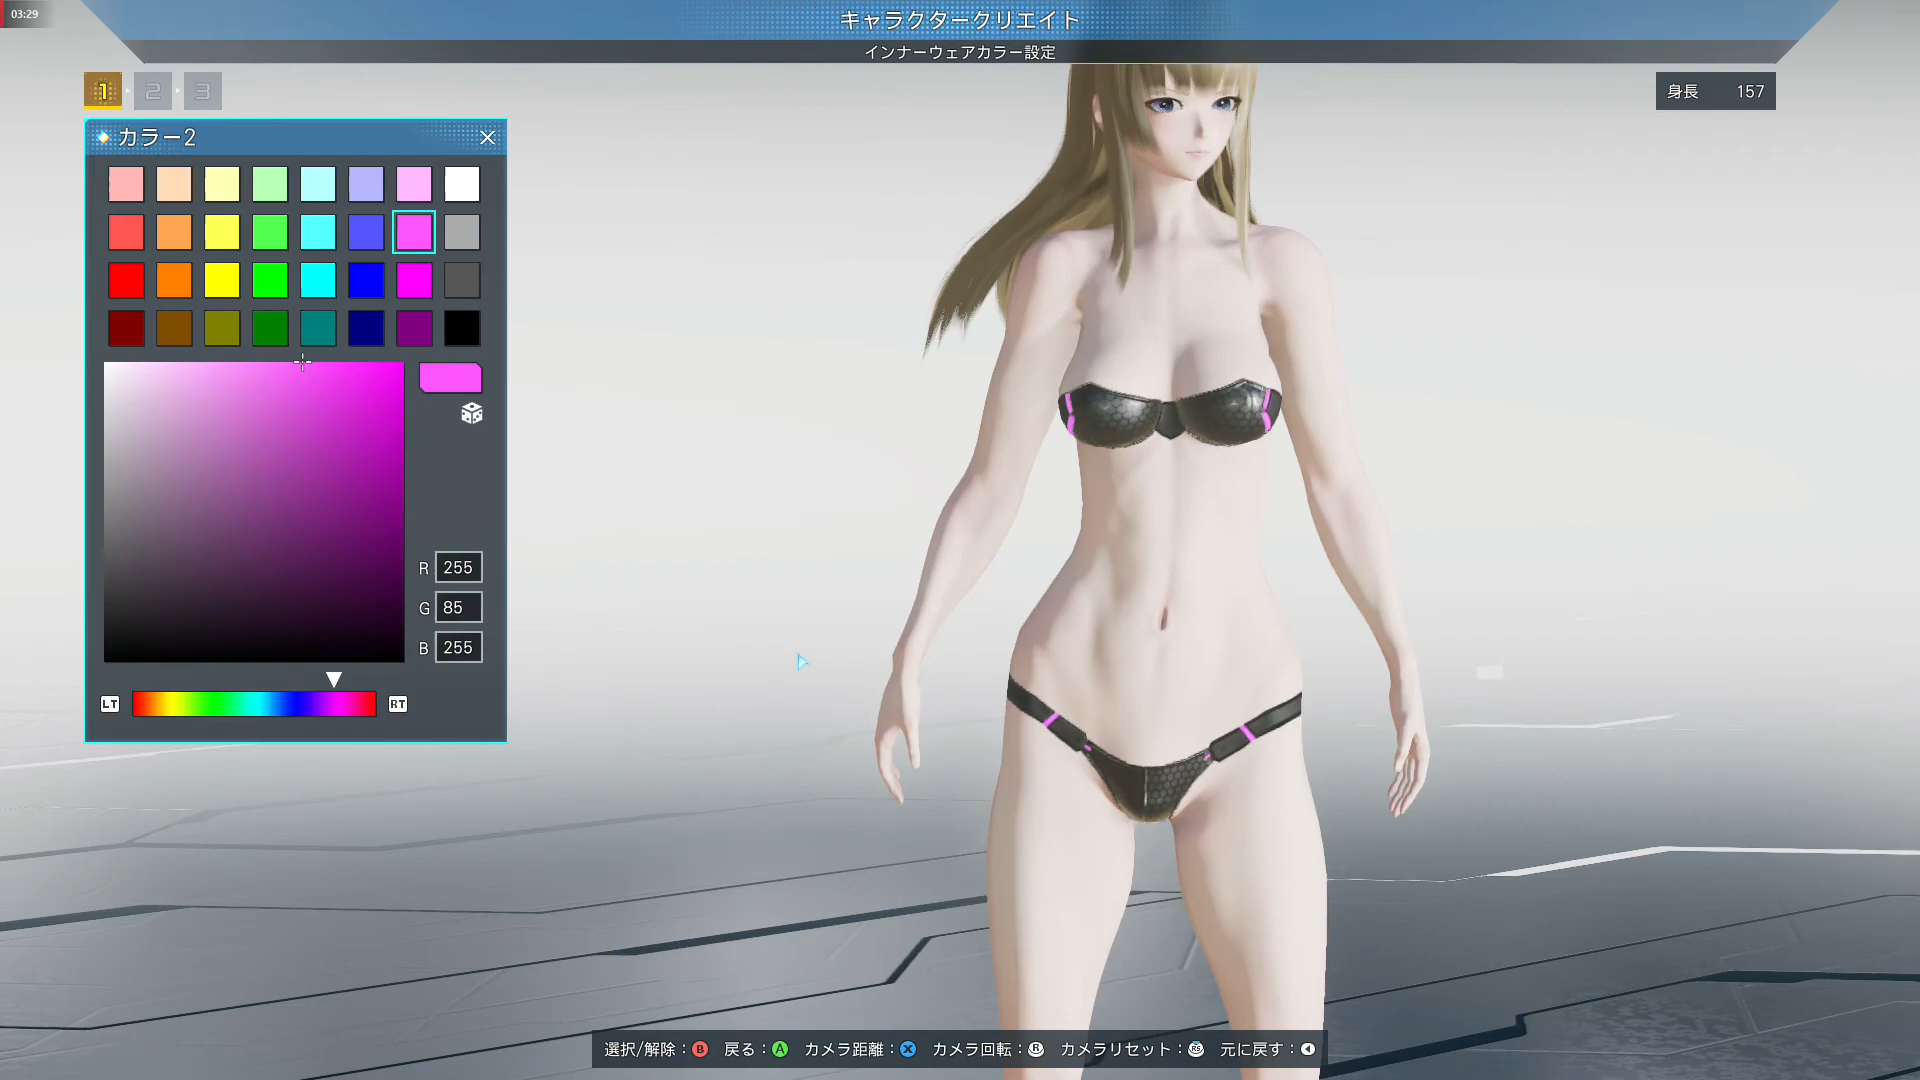 03:29
キャラクタークリエイト
インナーウェアカラー設定
1 2 3
身長 157
カラー2
R 255
G 85
B 255
LT RT
選択/解除：B 戻る：A カメラ距離：X カメラ回転：R カメラリセット：RS 元に戻す：